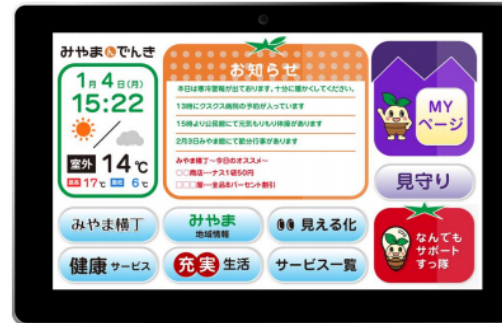 みやまんでんき
1月4日(月)
15:22
室外 14℃
最高 17℃ 最低 6℃
お知らせ
本日は寒冷警報が出ております。十分に暖かくしてください。
13時にクスクス病院の予約が入っています
15時より公民館にて元気もりもり体操があります
2月3日みやま館にて節分行事があります
みやま横丁~今日のオススメ~
□□商店…ナス1袋50円
□□□屋…全品8パーセント割引
MY
ページ
見守り
みやま横丁
みやま
地域情報
見える化
健康 サービス
充実 生活
サービス一覧
なんでも
サポート
すっ隊